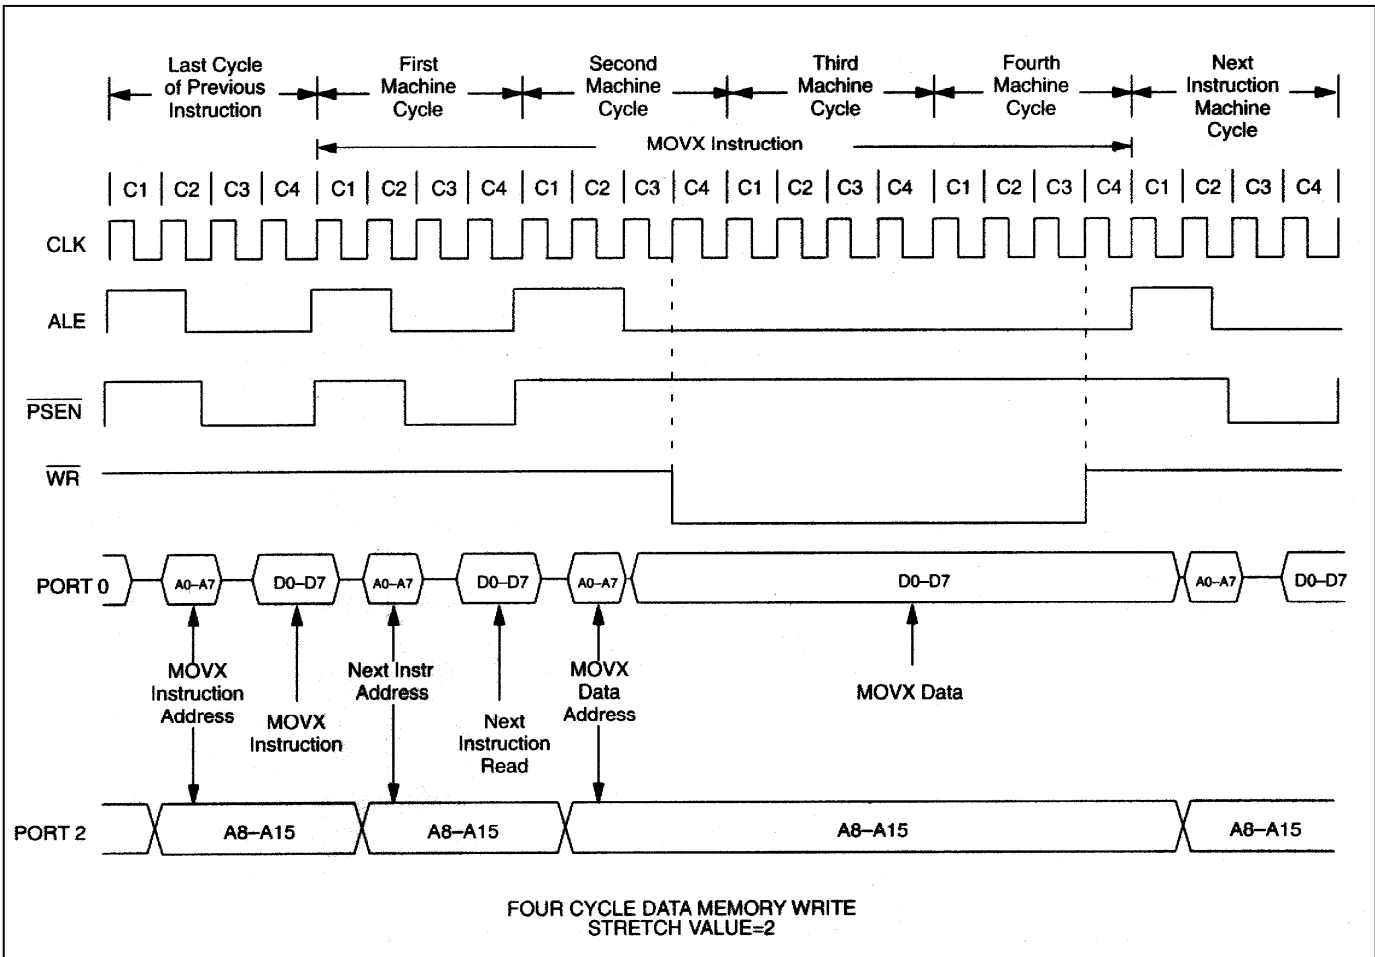 Last Cycle
of Previous
Instruction
First
Machine
Cycle
Second
Machine
Cycle
Third
Machine
Cycle
Fourth
Machine
Cycle
Next
Instruction
Machine
Cycle
MOVX Instruction
C1 C2 C3 C4 C1 C2 C3 C4 C1 C2 C3 C4 C1 C2 C3 C4 C1 C2 C3 C4 C1 C2 C3 C4
CLK
ALE
PSEN
WR
PORT 0
A0–A7 D0–D7 A0–A7 D0–D7 A0–A7 D0–D7 A0–A7 D0–D7
MOVX
Instruction
Address
MOVX
Instruction
Next Instr
Address
Next
Instruction
Read
MOVX
Data
Address
MOVX Data
PORT 2
A8–A15 A8–A15 A8–A15 A8–A15
FOUR CYCLE DATA MEMORY WRITE
STRETCH VALUE=2